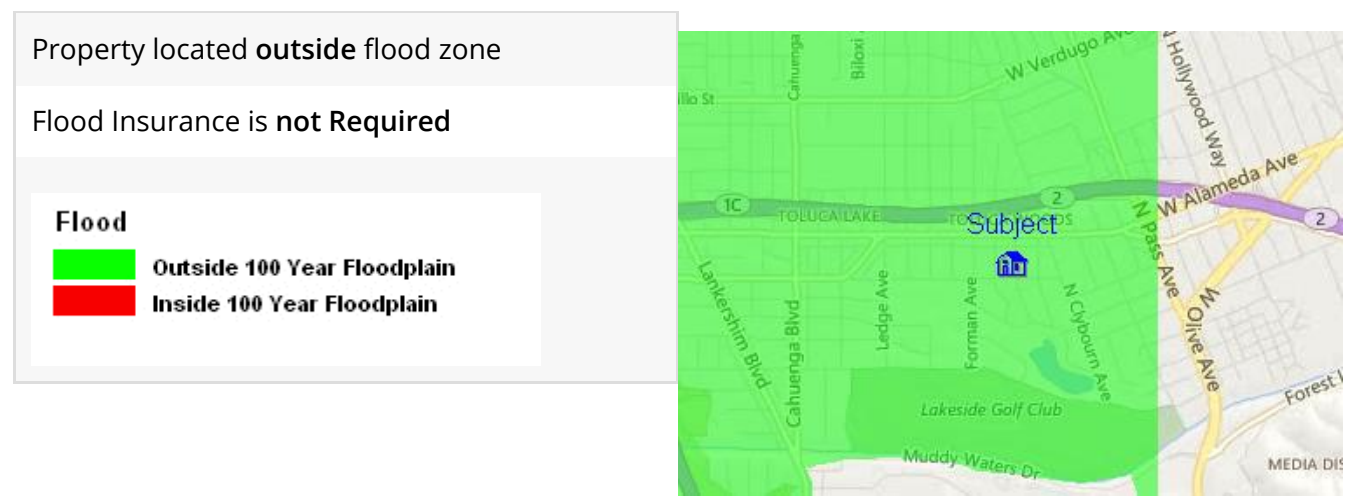 Property located outside flood zone
Flood Insurance is not Required
Flood
Outside 100 Year Floodplain
Inside 100 Year Floodplain
Cahuenga
Biloxi
W Verdugo Ave
N Hollywood Way
W Alameda Ave
1C
TOLUCA LAKE
2
Subject
2
N Pass Ave
Lankershim Blvd
Cahuenga Blvd
Ledge Ave
Forman Ave
N Clybourn Ave
W Olive Ave
Lakeside Golf Club
Forest
Muddy Waters Dr
MEDIA DIS